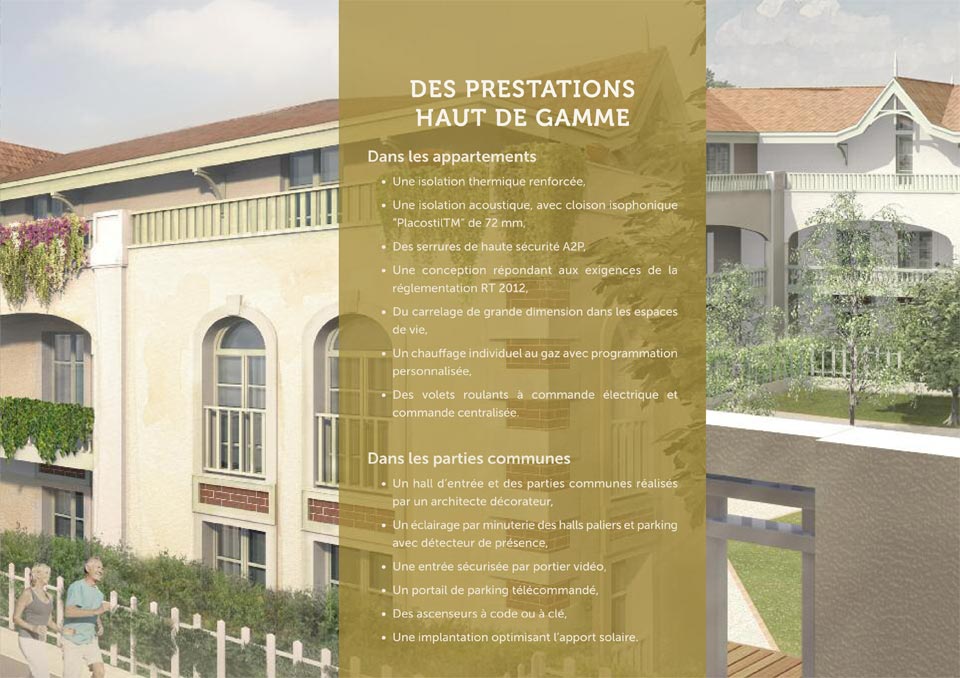 DES PRESTATIONS
HAUT DE GAMME
Dans les appartements
• Une isolation thermique renforcée,
• Une isolation acoustique, avec cloison isophonique
“PlacostilTM” de 72 mm,
• Des serrures de haute sécurité A2P,
• Une conception répondant aux exigences de la
réglementation RT 2012,
• Du carrelage de grande dimension dans les espaces
de vie,
• Un chauffage individuel au gaz avec programmation
personnalisée,
• Des volets roulants à commande électrique et
commande centralisée.
Dans les parties communes
• Un hall d’entrée et des parties communes réalisés
par un architecte décorateur,
• Un éclairage par minuterie des halls paliers et parking
avec détecteur de présence,
• Une entrée sécurisée par portier vidéo,
• Un portail de parking télécommandé,
• Des ascenseurs à code ou à clé,
• Une implantation optimisant l’apport solaire.